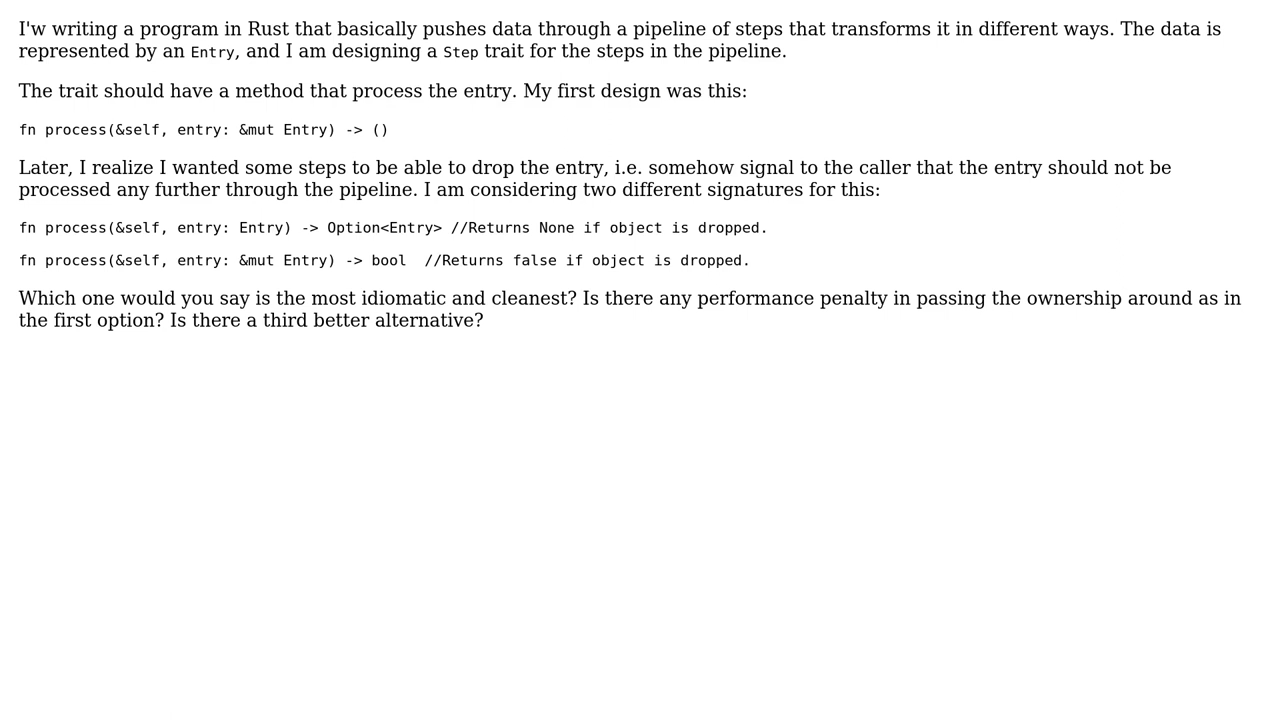 I'w writing a program in Rust that basically pushes data through a pipeline of steps that transforms it in different ways. The data is
represented by an Entry, and I am designing a Step trait for the steps in the pipeline.
The trait should have a method that process the entry. My first design was this:
fn process(&self, entry: &mut Entry) -> ()
Later, I realize I wanted some steps to be able to drop the entry, i.e. somehow signal to the caller that the entry should not be
processed any further through the pipeline. I am considering two different signatures for this:
fn process(&self, entry: Entry) -> Option<Entry> //Returns None if object is dropped.
fn process(&self, entry: &mut Entry) -> bool  //Returns false if object is dropped.
Which one would you say is the most idiomatic and cleanest? Is there any performance penalty in passing the ownership around as in
the first option? Is there a third better alternative?